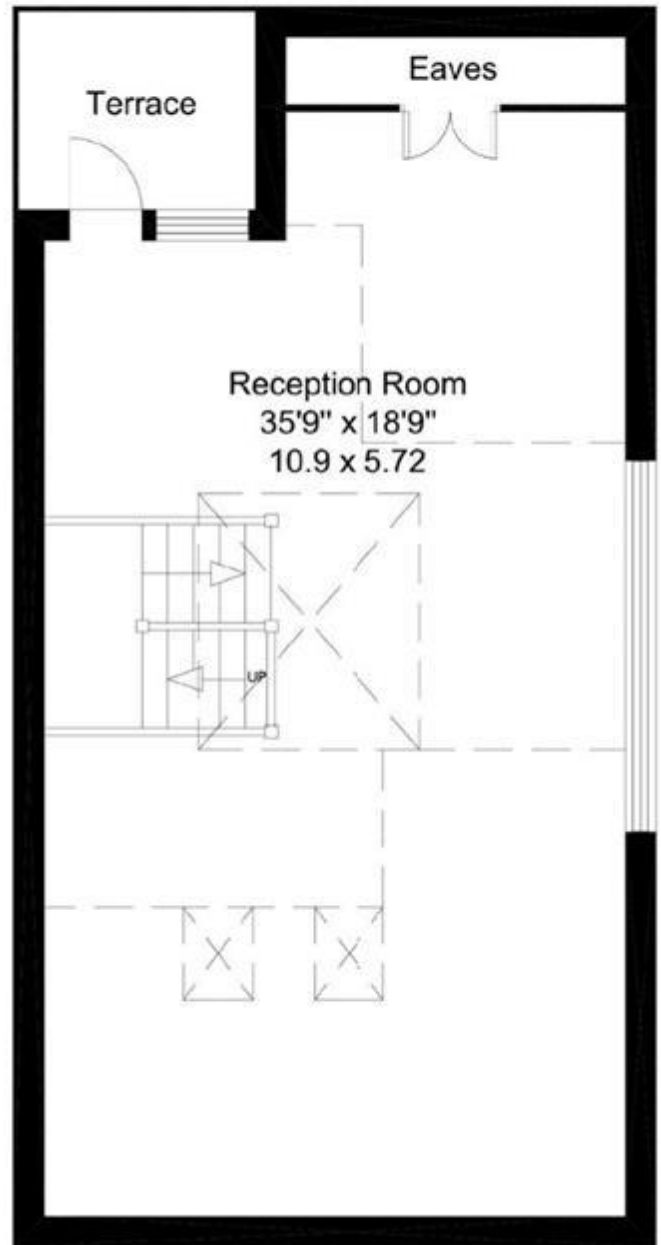 Eaves
Terrace
Reception Room
35'9" x 18'9"
10.9 x 5.72
UP